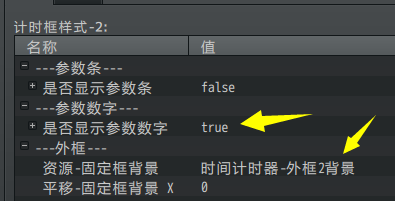 计时框样式-2:
名称 值
---参数条---
是否显示参数条 false
---参数数字---
是否显示参数数字 true
---外框---
资源-固定框背景 时间计时器-外框2背景
平移-固定框背景 X 0